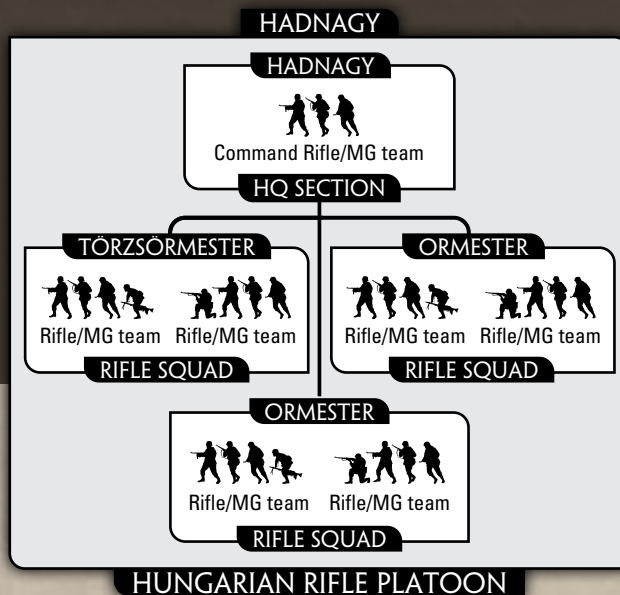 HADNAGY
HADNAGY
Command Rifle/MG team
HQ SECTION
TÖRZSÖRMESTER
Rifle/MG team Rifle/MG team
RIFLE SQUAD
ORMESTER
Rifle/MG team Rifle/MG team
RIFLE SQUAD
ORMESTER
Rifle/MG team Rifle/MG team
RIFLE SQUAD
HUNGARIAN RIFLE PLATOON